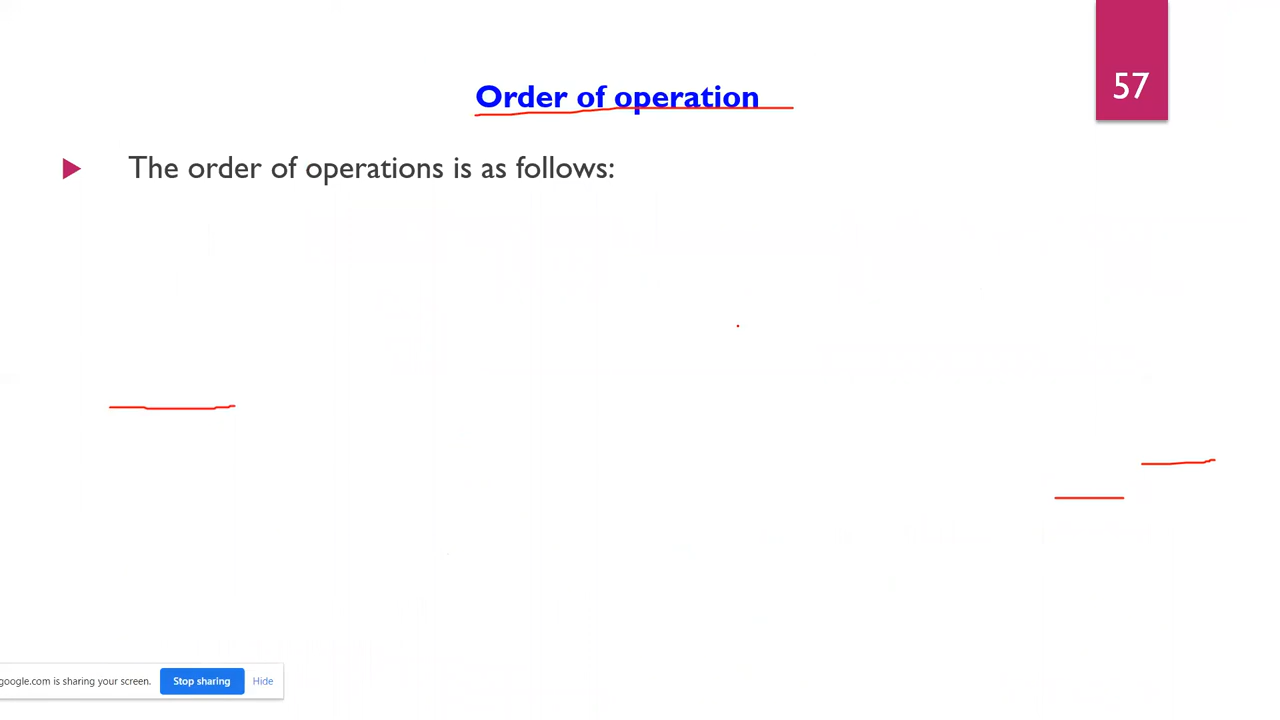 57
Order of operation
The order of operations is as follows:
google.com is sharing your screen. Stop sharing Hide